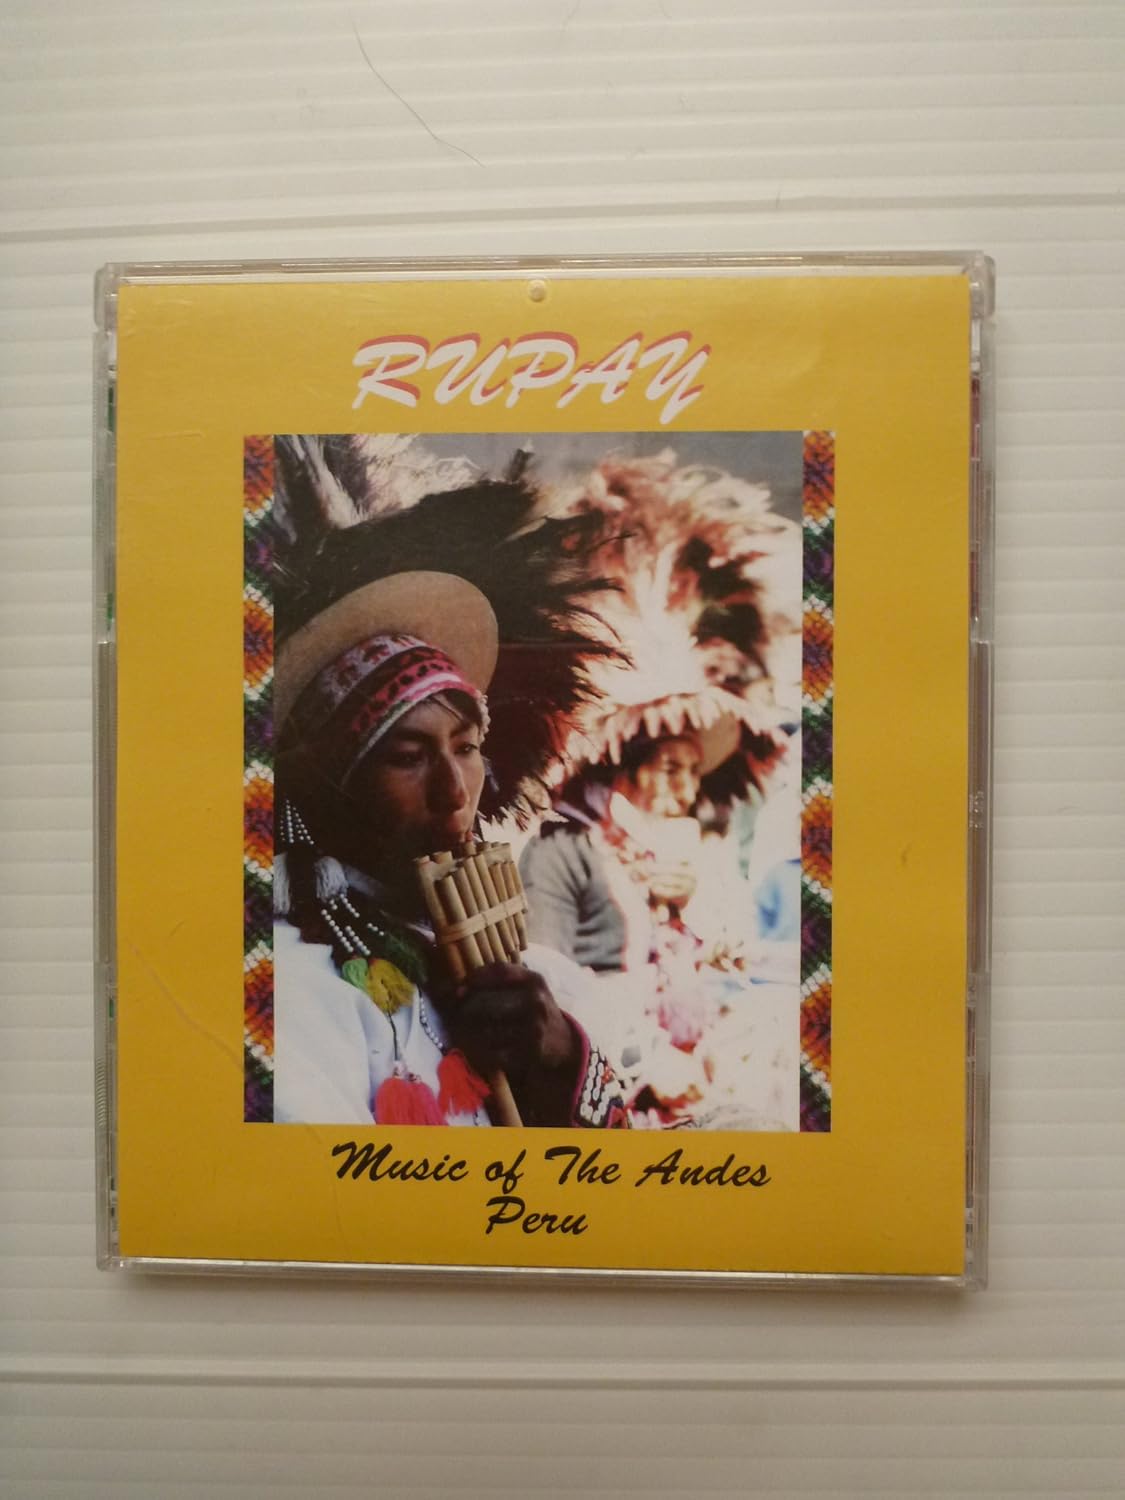 RUPAY
Music of The Andes
Peru